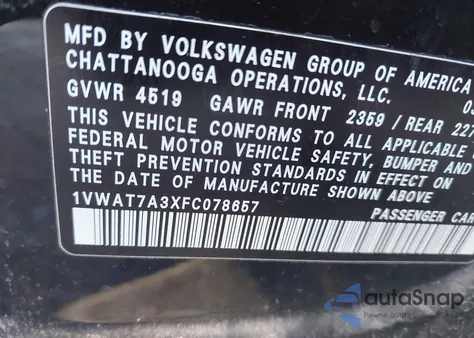 MFD BY VOLKSWAGEN GROUP OF AMERICA
CHATTANOOGA OPERATIONS, LLC.
GVWR 4519 GAWR FRONT 2359 / REAR
THIS VEHICLE CONFORMS TO ALL APPLICABLE
FEDERAL MOTOR VEHICLE SAFETY, BUMPER AND
THEFT PREVENTION STANDARDS IN EFFECT ON
THE DATE OF MANUFACTURE SHOWN ABOVE
1VWAT7A3XFC078657 PASSENGER CAR
autoSnap
Pewne auto z